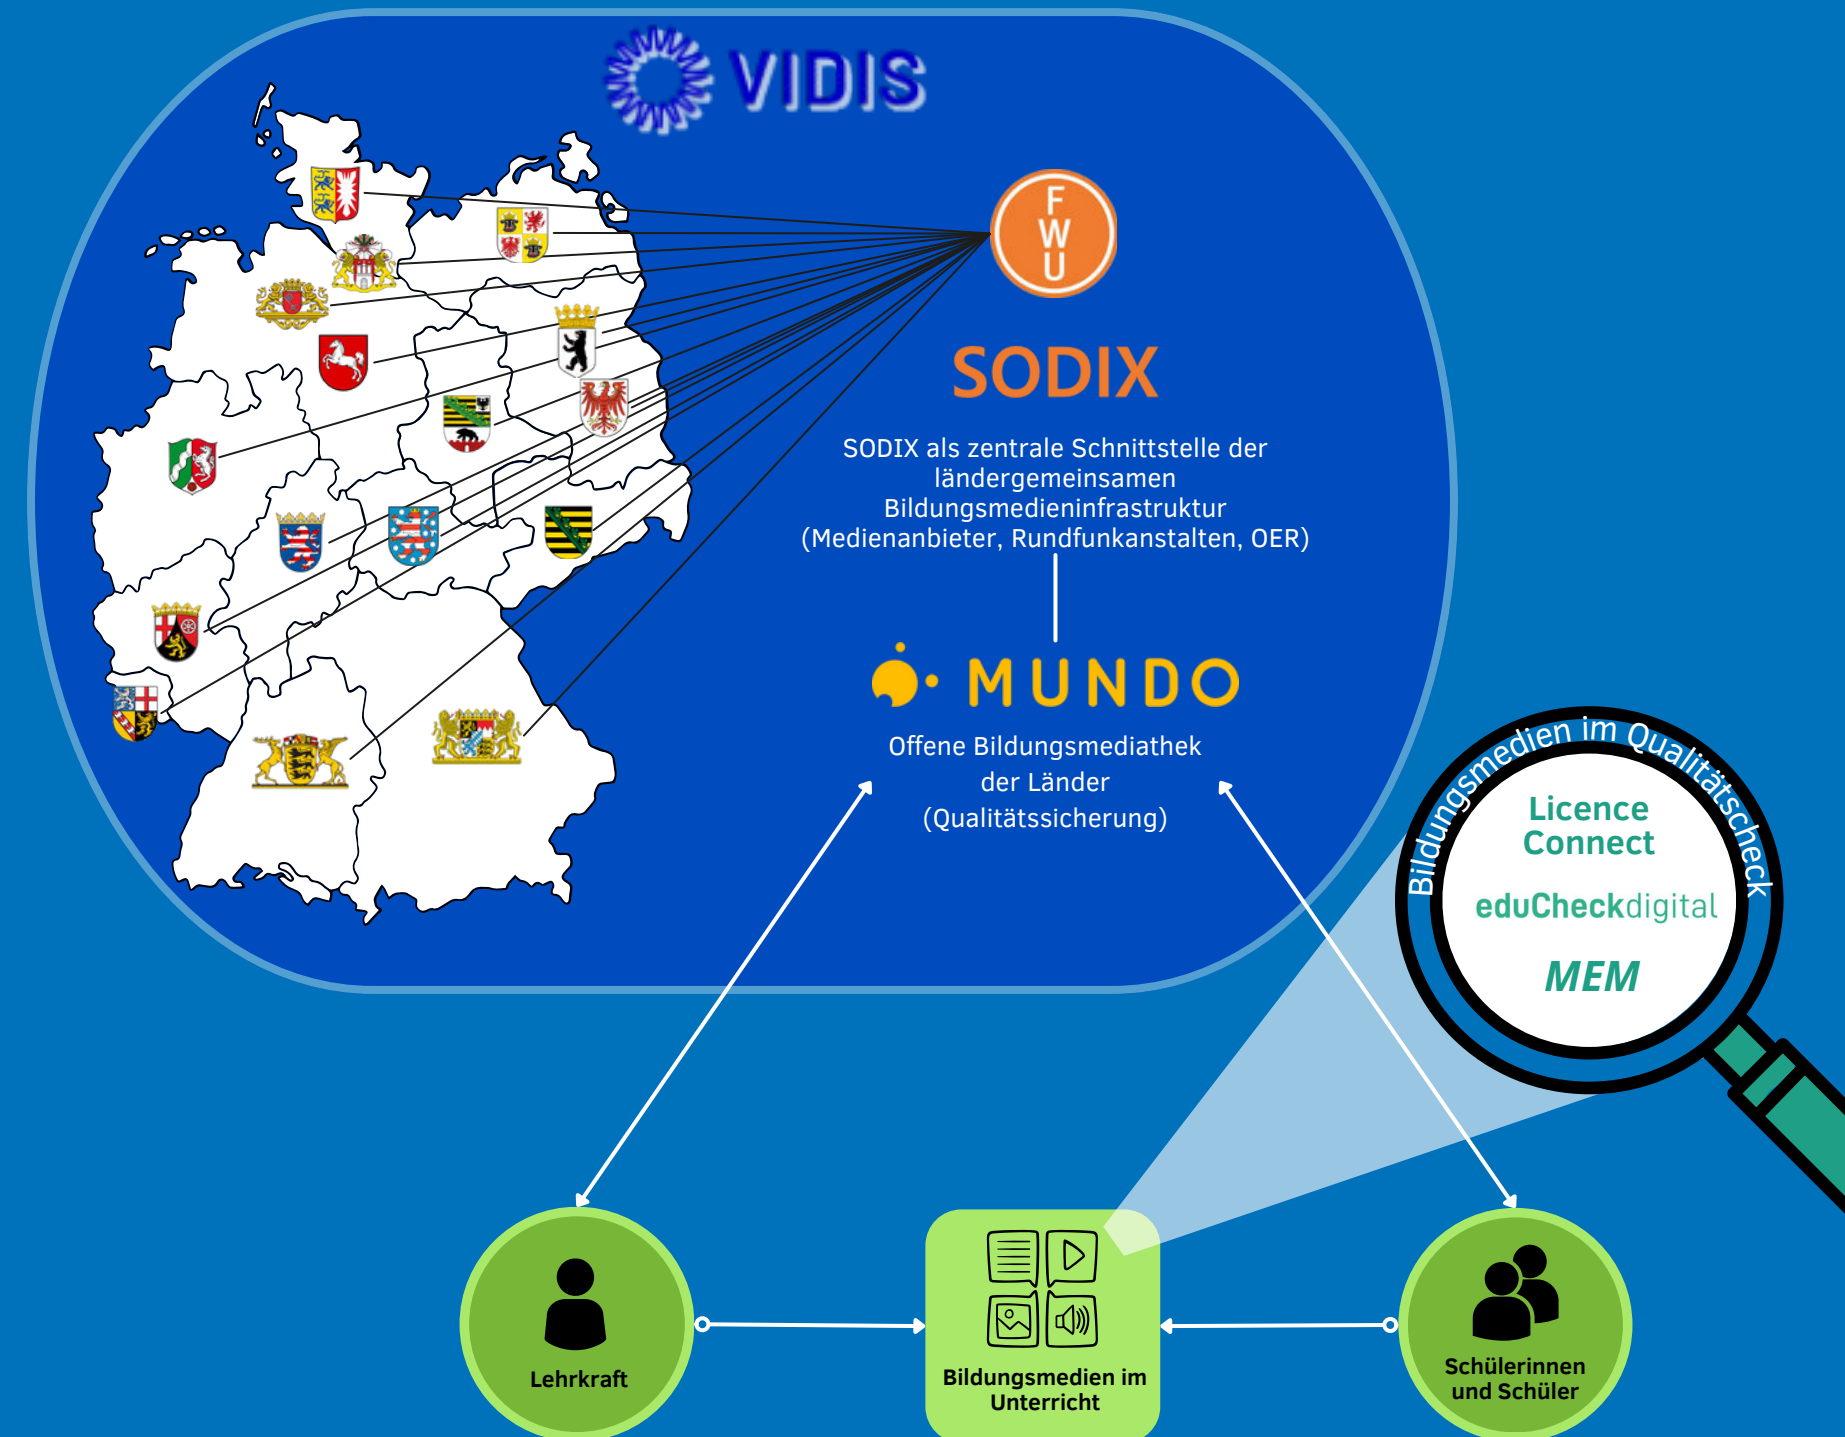 VIDIS
F
W
U
SODIX
SODIX als zentrale Schnittstelle der
ländergemeinsamen
Bildungsmedieninfrastruktur
(Medienanbieter, Rundfunkanstalten, OER)
MUNDO
Offene Bildungsmediathek
der Länder
(Qualitätssicherung)
Bildungsmedien im Qualitätscheck
Licence
Connect
eduCheckdigital
MEM
Lehrkraft
Bildungsmedien im
Unterricht
Schülerinnen
und Schüler